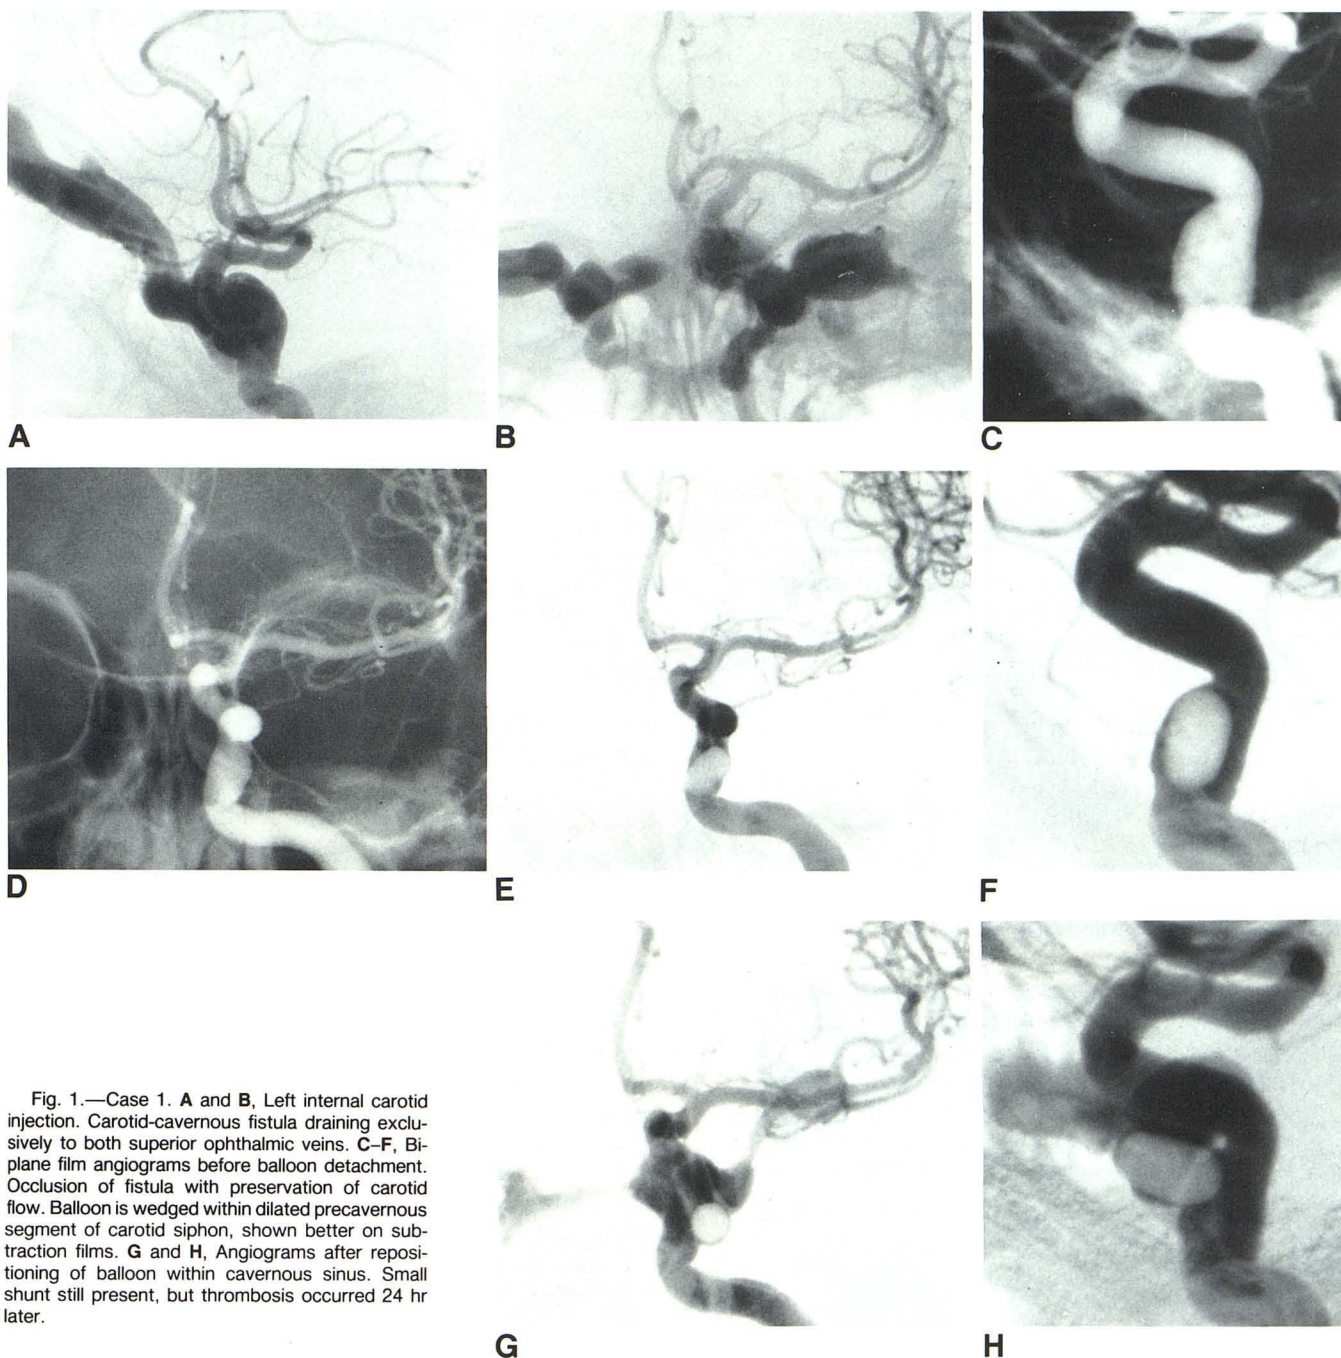 A
B
C
D
E
F
Fig. 1.—Case 1. A and B, Left internal carotid
injection. Carotid-cavernous fistula draining exclu-
sively to both superior ophthalmic veins. C–F, Bi-
plane film angiograms before balloon detachment.
Occlusion of fistula with preservation of carotid
flow. Balloon is wedged within dilated precavernous
segment of carotid siphon, shown better on sub-
traction films. G and H, Angiograms after reposi-
tioning of balloon within cavernous sinus. Small
shunt still present, but thrombosis occurred 24 hr
later.
G
H